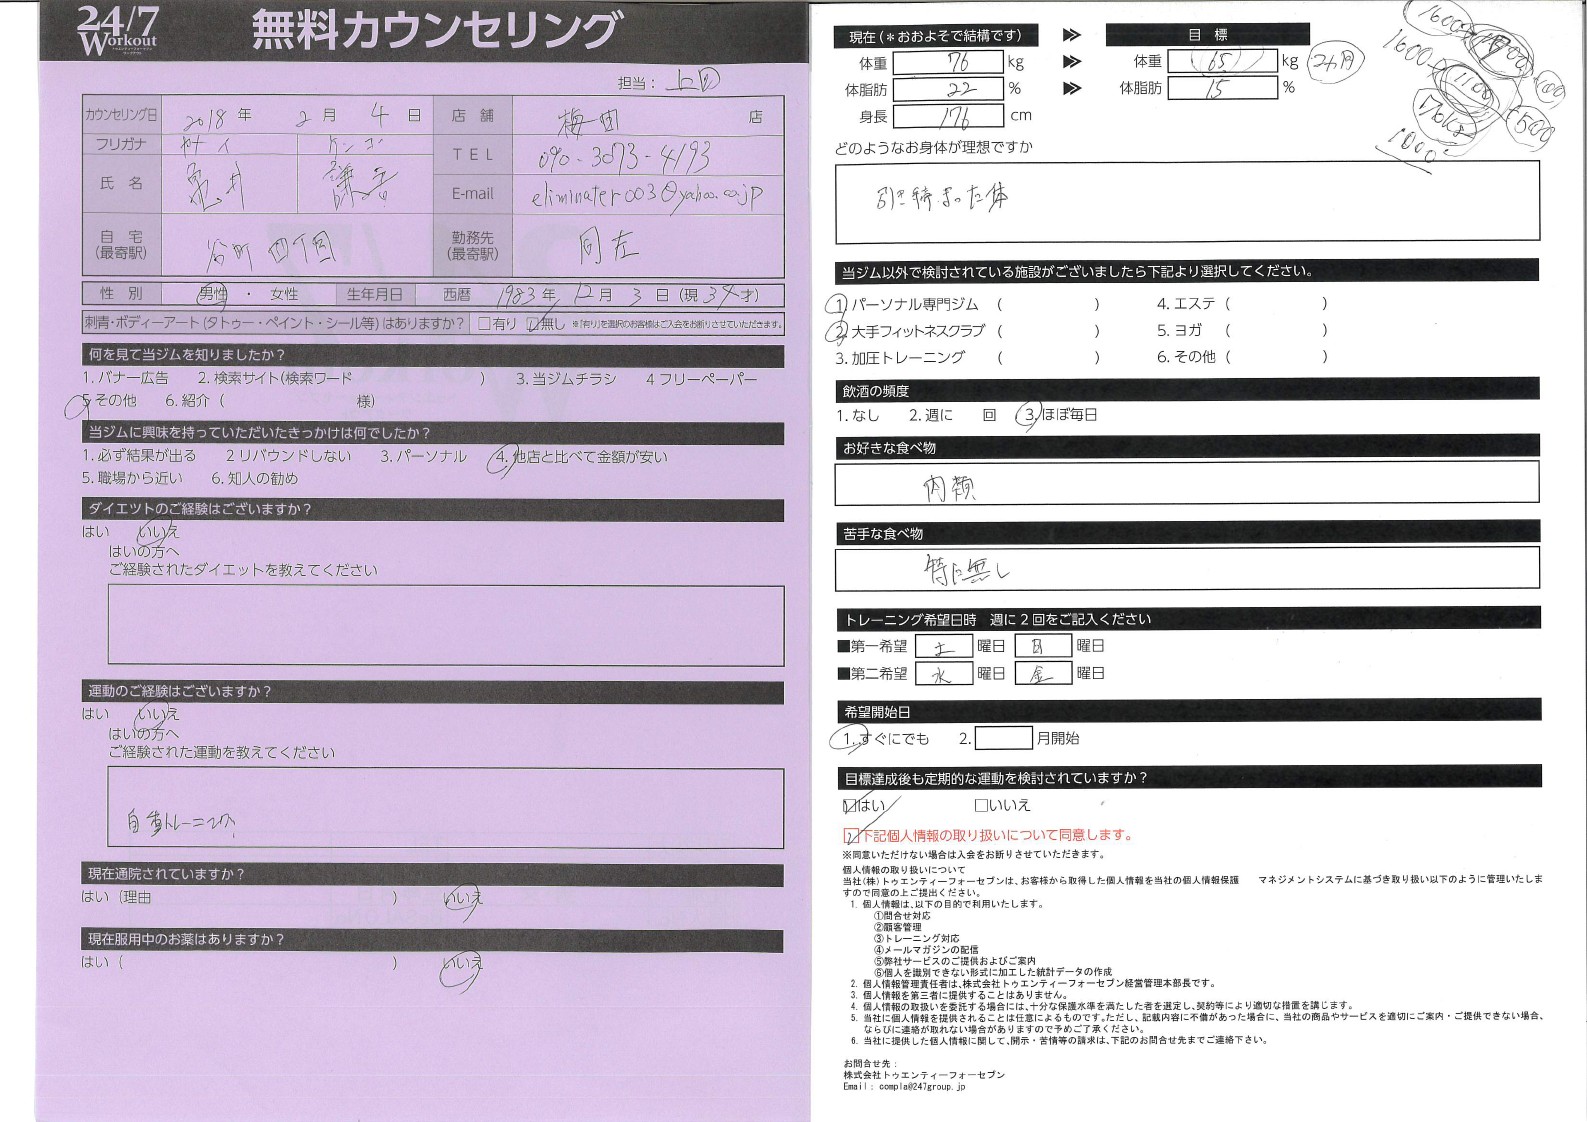 24/7
Workout
無料カウンセリング
担当: 上田
カウンセリング日 2018 年 2 月 4 日 店舗 梅田 店
フリガナ カメイ ケンゴ TEL 090-3073-4193
氏名 亀井 E-mail eliminater003@yahoo.co.jp
自宅(最寄駅) 谷町四丁目 勤務先(最寄駅) 同左
性別 男性 ・ 女性 生年月日 西暦 1983 年 12 月 3 日 (現 34 才)
刺青・ボディーアート (タトゥー・ペイント・シール等) はありますか? □有り ☑無し ※「有り」を選択のお客様はご入会をお断りさせていただきます。
何を見て当ジムを知りましたか?
1. バナー広告 2. 検索サイト(検索ワード ) 3. 当ジムチラシ 4 フリーペーパー
5 その他 6. 紹介 ( 様)
当ジムに興味を持っていただいたきっかけは何でしたか?
1. 必ず結果が出る 2 リバウンドしない 3. パーソナル 4. 他店と比べて金額が安い
5. 職場から近い 6. 知人の勧め
ダイエットのご経験はございますか?
はい いいえ
はいの方へ
ご経験されたダイエットを教えてください
運動のご経験はございますか?
はい いいえ
はいの方へ
ご経験された運動を教えてください
自重トレーニング
現在通院されていますか?
はい (理由 ) いいえ
現在服用中のお薬はありますか?
はい ( ) いいえ
現在 (*おおよそで結構です) 目標
体重 76 kg 体重 65 kg 2ヶ月
体脂肪 22 % 体脂肪 15 %
身長 176 cm
1600
1600
1100
500g
1000
どのようなお身体が理想ですか
引き締まった体
当ジム以外で検討されている施設がございましたら下記より選択してください。
1. パーソナル専門ジム ( ) 4. エステ ( )
2. 大手フィットネスクラブ ( ) 5. ヨガ ( )
3. 加圧トレーニング ( ) 6. その他 ( )
飲酒の頻度
1. なし 2. 週に 回 3. ほぼ毎日
お好きな食べ物
肉類
苦手な食べ物
特に無し
トレーニング希望日時 週に2回をご記入ください
■第一希望 土 曜日 日 曜日
■第二希望 水 曜日 金 曜日
希望開始日
1. すぐにでも 2. 月開始
目標達成後も定期的な運動を検討されていますか?
☑はい □いいえ
☑下記個人情報の取り扱いについて同意します。
※同意いただけない場合は入会をお断りさせていただきます。
個人情報の取り扱いについて
当社(株)トゥエンティーフォーセブンは、お客様から取得した個人情報を当社の個人情報保護 マネジメントシステムに基づき取り扱い以下のように管理いたしま
すので同意の上ご提出ください。
1. 個人情報は、以下の目的で利用いたします。
①問合せ対応
②顧客管理
③トレーニング対応
④メールマガジンの配信
⑤弊社サービスのご提供およびご案内
⑥個人を識別できない形式に加工した統計データの作成
2. 個人情報管理責任者は、株式会社トゥエンティーフォーセブン経営管理本部長です。
3. 個人情報を第三者に提供することはありません。
4. 個人情報の取扱いを委託する場合には、十分な保護水準を満たした者を選定し、契約等により適切な措置を講じます。
5. 当社に個人情報を提供されることは任意によるものです。ただし、記載内容に不備があった場合に、当社の商品やサービスを適切にご案内・ご提供できない場合、
ならびに連絡が取れない場合がありますので予めご了承ください。
6. 当社に提供した個人情報に関して、開示・苦情等の請求は、下記のお問合せ先までご連絡下さい。
お問合せ先:
株式会社トゥエンティーフォーセブン
Email: compla@247group.jp